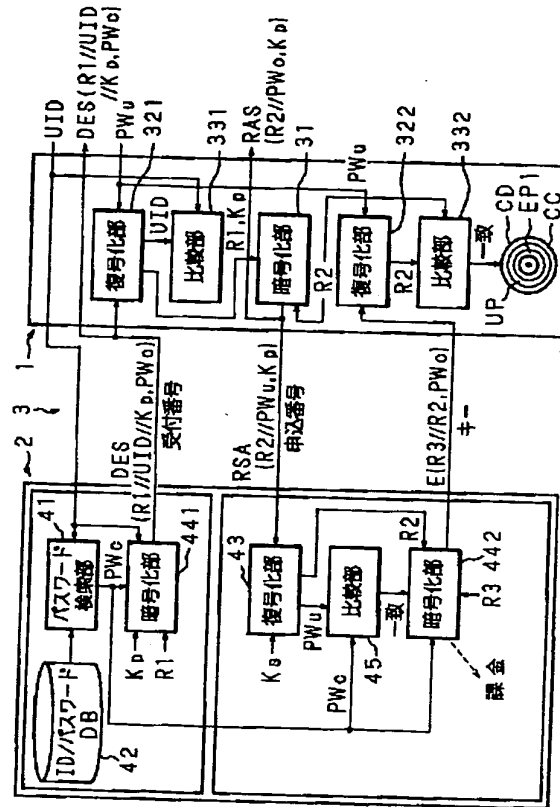 2
3
1
ID/パスワード
DB
42
パスワード
検索部
41
PWc
Kp
R1
暗号化部
441
DES
(R1//UID//Kp,PWo)
受付番号
UID
DES(R1//UID
//Kp,PWo)
PWu
復号化部
321
UID
比較部
331
R1,Kp
暗号化部
31
RAS
(R2//PWo,Kp)
RSA
(R2//PWu,Kp)
申込番号
Ks
43
復号化部
PWu
PWc
比較部
45
一致
R2
暗号化部
442
R3
課金
E(R3//R2,PWo)
キー
R2
PWu
復号化部
322
R2
比較部
332
一致
UP
CD
EP1
CC